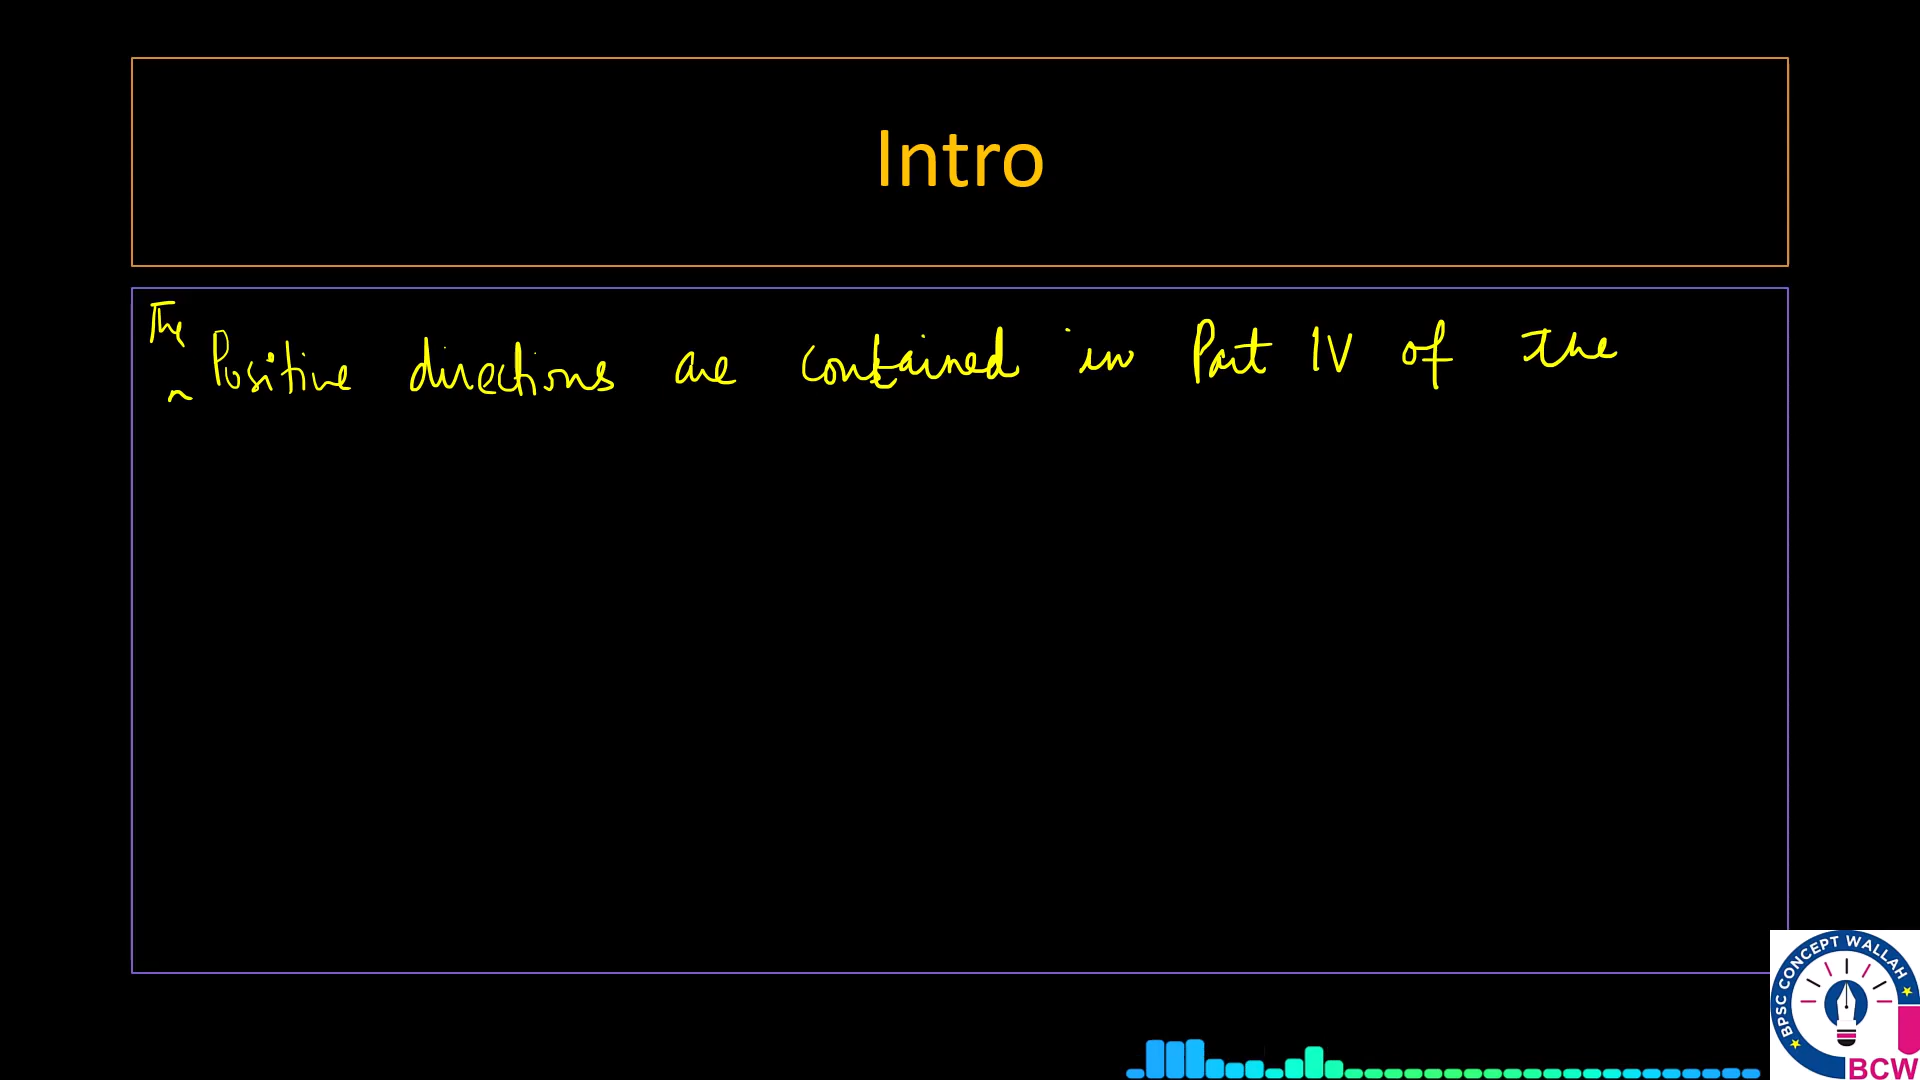 Intro
The
Positive directions are contained in Part IV of the
BPSC CONCEPT WALLAH
BCW